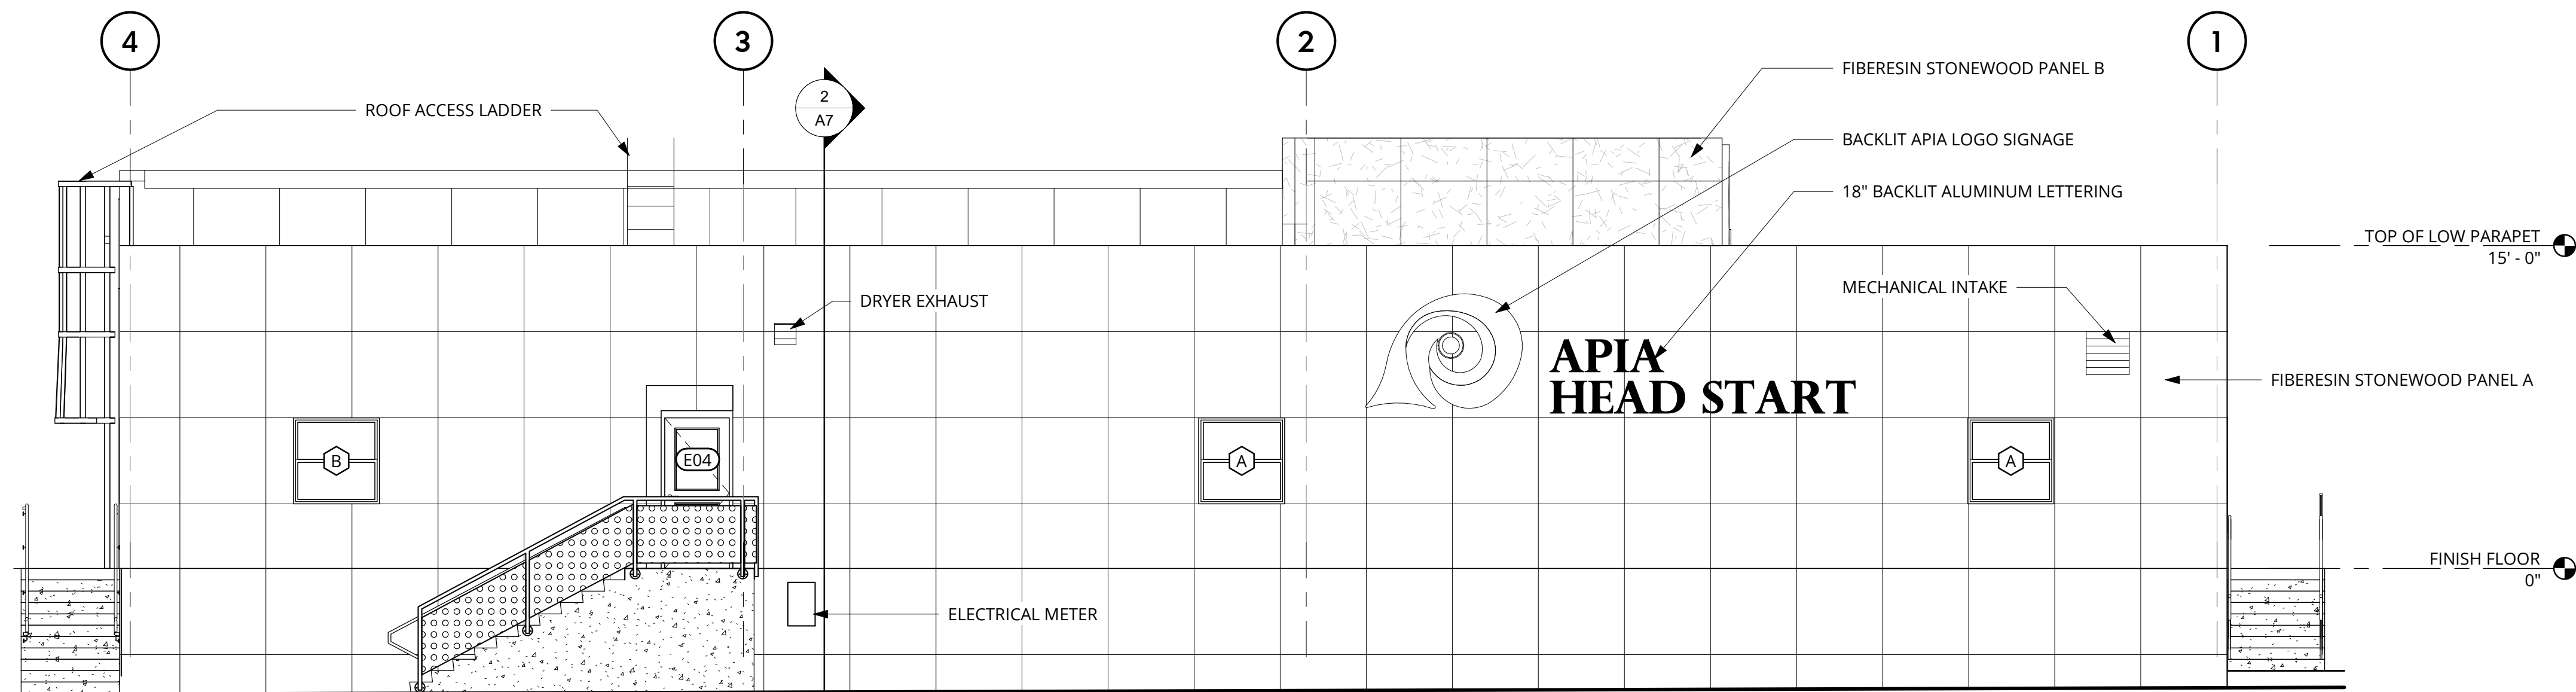 4
3
2
1
2
A7
ROOF ACCESS LADDER
FIBERESIN STONEWOOD PANEL B
BACKLIT APIA LOGO SIGNAGE
18" BACKLIT ALUMINUM LETTERING
TOP OF LOW PARAPET
15' - 0"
MECHANICAL INTAKE
DRYER EXHAUST
APIA
HEAD START
FIBERESIN STONEWOOD PANEL A
B
E04
A
A
FINISH FLOOR
0"
ELECTRICAL METER